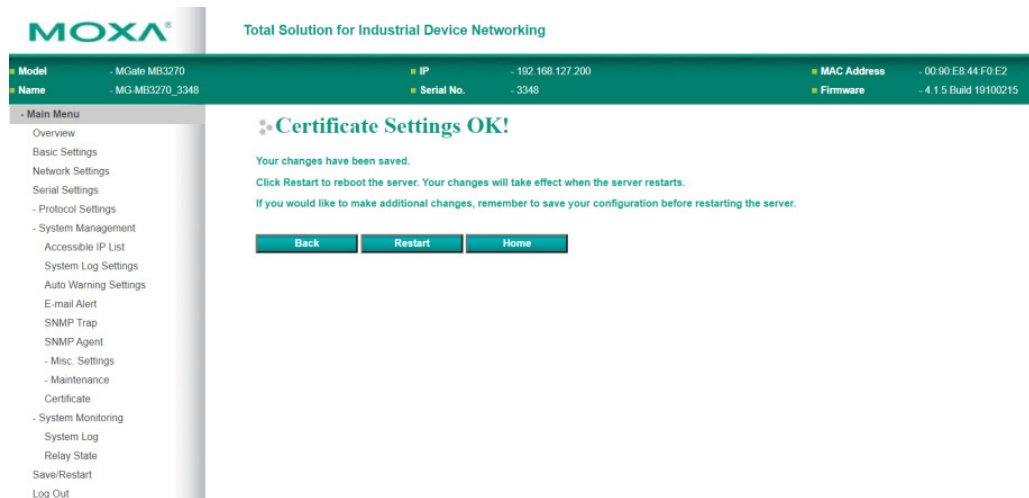 MOXA®
Total Solution for Industrial Device Networking
Model - MGate MB3270 IP - 192.168.127.200 MAC Address - 00:90:E8:44:F0:E2
Name - MG-MB3270_3348 Serial No. - 3348 Firmware - 4.1.5 Build 19100215
- Main Menu
Overview
Basic Settings
Network Settings
Serial Settings
- Protocol Settings
- System Management
Accessible IP List
System Log Settings
Auto Warning Settings
E-mail Alert
SNMP Trap
SNMP Agent
- Misc. Settings
- Maintenance
Certificate
- System Monitoring
System Log
Relay State
Save/Restart
Log Out
Certificate Settings OK!
Your changes have been saved.
Click Restart to reboot the server. Your changes will take effect when the server restarts.
If you would like to make additional changes, remember to save your configuration before restarting the server.
Back Restart Home